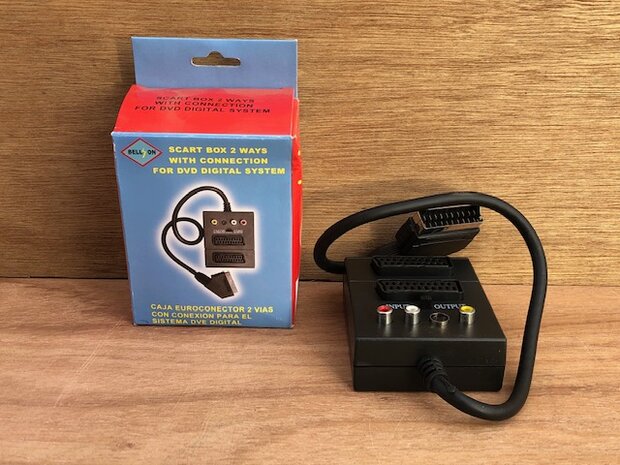 SCART BOX 2 WAYS
WITH CONNECTION
FOR DVD DIGITAL SYSTEM
BELLSON
SCART BOX 2 WAYS
WITH CONNECTION
FOR DVD DIGITAL SYSTEM
CAJA EUROCONECTOR 2 VIAS
CON CONEXION PARA EL
SISTEMA DVE DIGITAL
INPUT OUTPUT